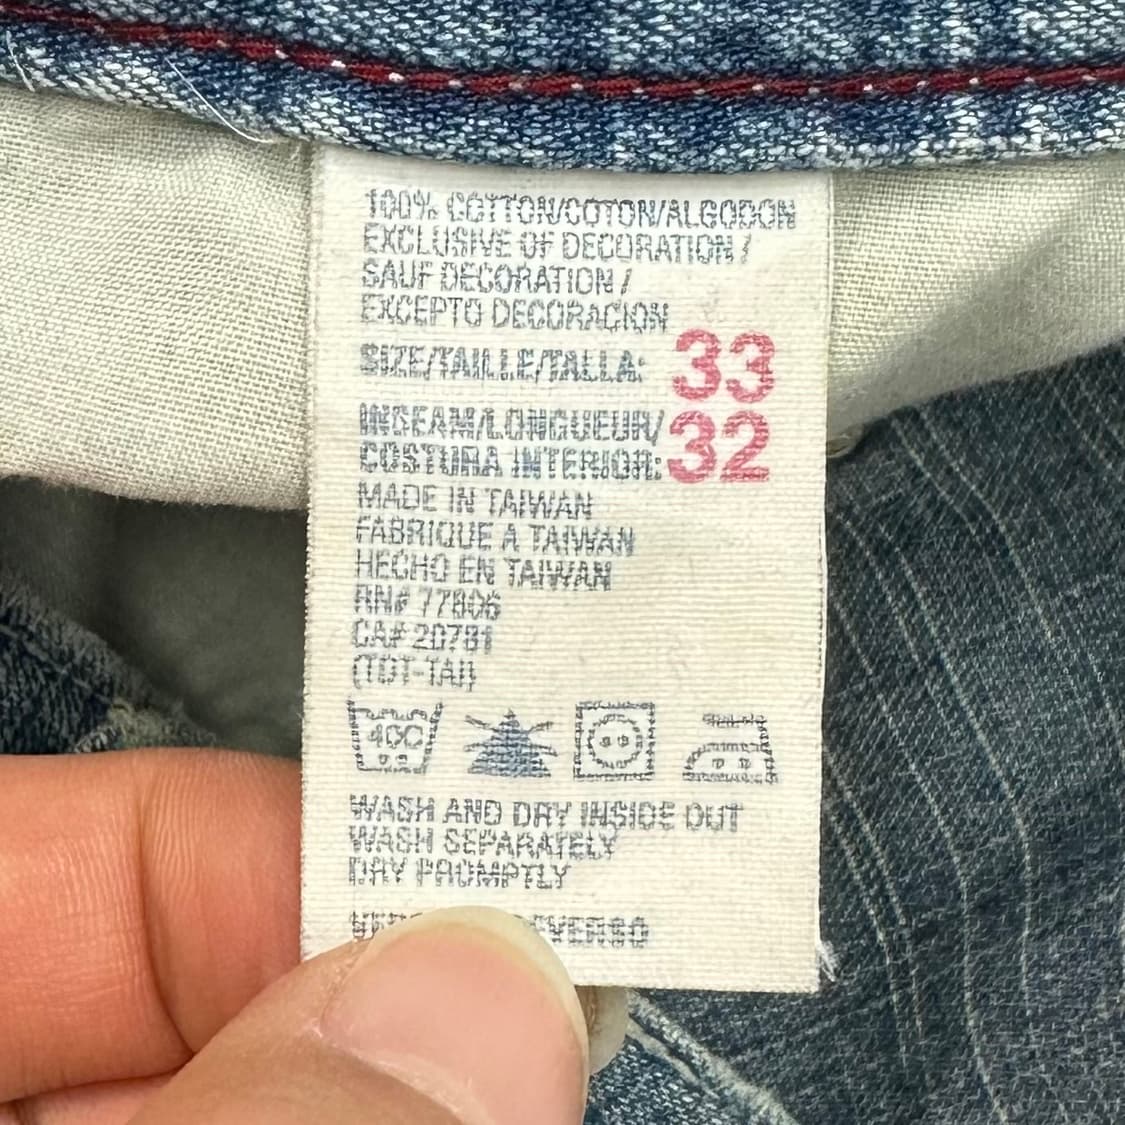 100% COTTON/COTON/ALGODON
EXCLUSIVE OF DECORATION /
SAUF DECORATION /
EXCEPTO DECORACION
SIZE/TAILLE/TALLA: 33
INSEAM/LONGUEUR/
COSTURA INTERIOR: 32
MADE IN TAIWAN
FABRIQUE A TAIWAN
HECHO EN TAIWAN
RN# 77806
CA# 20781
(TDT-TAI)
WASH AND DRY INSIDE OUT
WASH SEPARATELY
DRY PROMPTLY